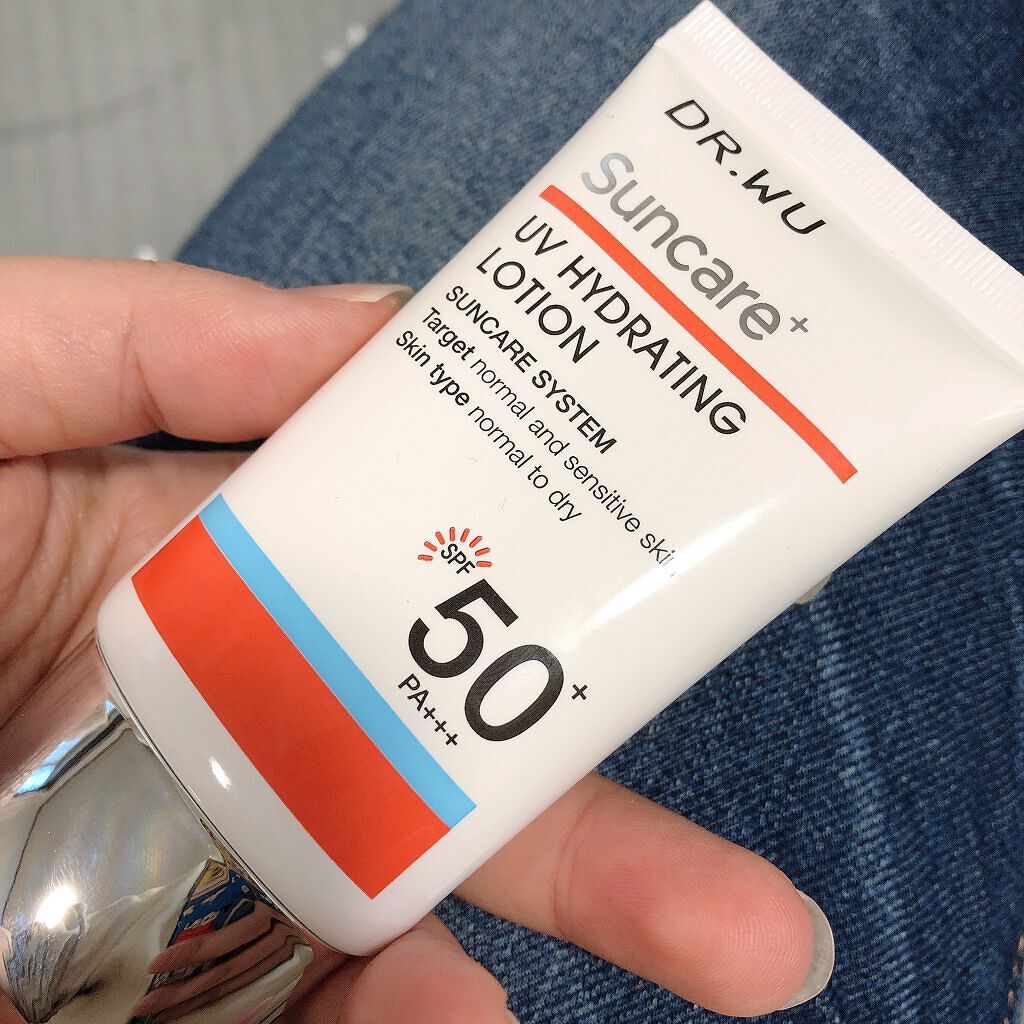 DR.WU
Suncare+
UV HYDRATING
LOTION
SUNCARE SYSTEM
Target normal and sensitive skin
Skin type normal to dry
SPF
50+
PA+++